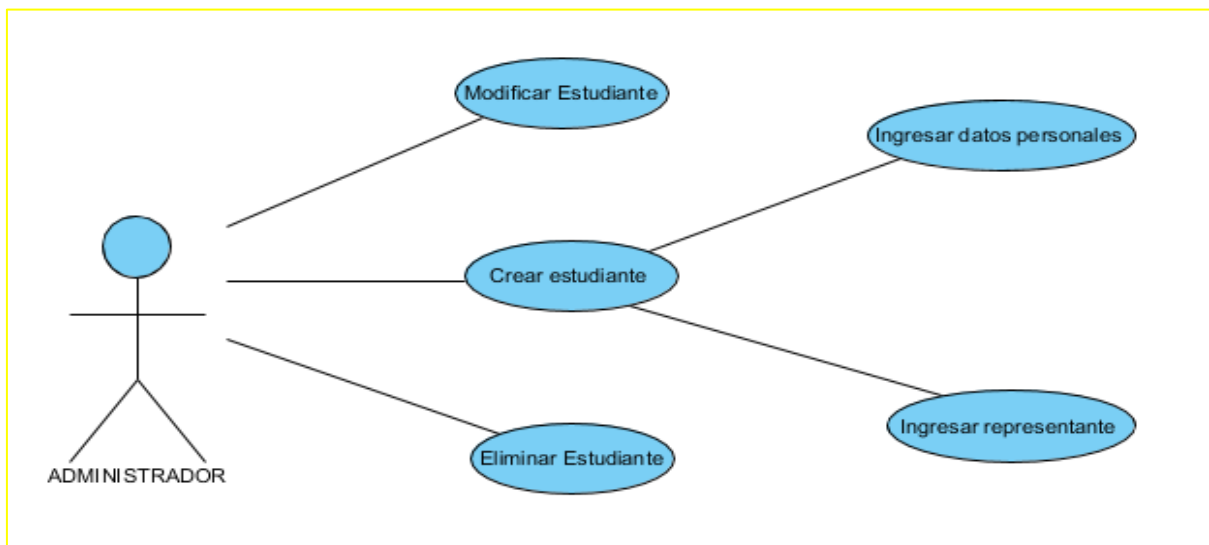 Modificar Estudiante
Ingresar datos personales
Crear estudiante
Ingresar representante
Eliminar Estudiante
ADMINISTRADOR